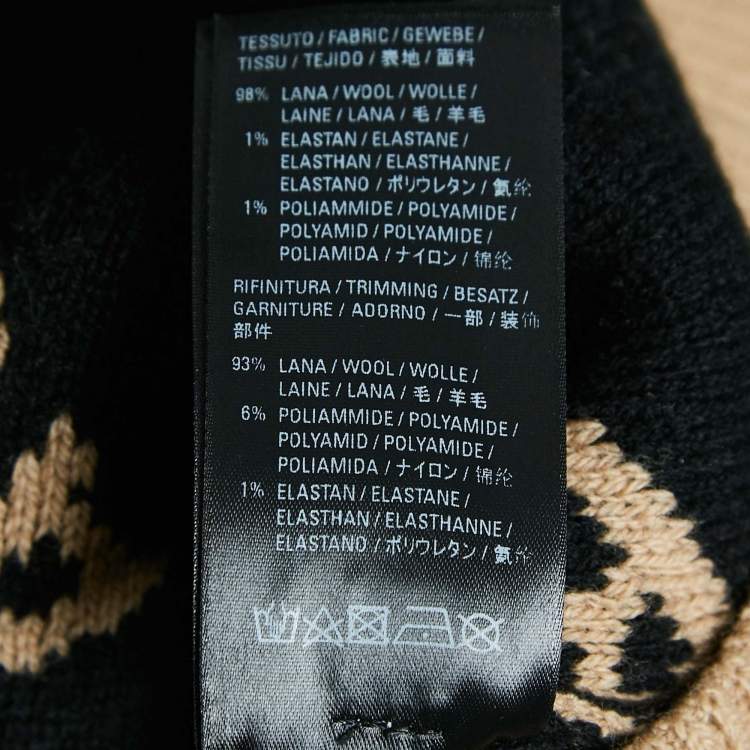 TESSUTO / FABRIC / GEWEBE /
TISSU / TEJIDO / 表地 / 面料
98% LANA / WOOL / WOLLE /
LAINE / LANA / 毛 / 羊毛
1% ELASTAN / ELASTANE /
ELASTHAN / ELASTHANNE /
ELASTANO / ポリウレタン / 氨纶
1% POLIAMMIDE / POLYAMIDE /
POLYAMID / POLYAMIDE /
POLIAMIDA / ナイロン / 锦纶
RIFINITURA / TRIMMING / BESATZ /
GARNITURE / ADORNO / 一部 / 装饰
部件
93% LANA / WOOL / WOLLE /
LAINE / LANA / 毛 / 羊毛
6% POLIAMMIDE / POLYAMIDE /
POLYAMID / POLYAMIDE /
POLIAMIDA / ナイロン / 锦纶
1% ELASTAN / ELASTANE /
ELASTHAN / ELASTHANNE /
ELASTANO / ポリウレタン / 氨纶